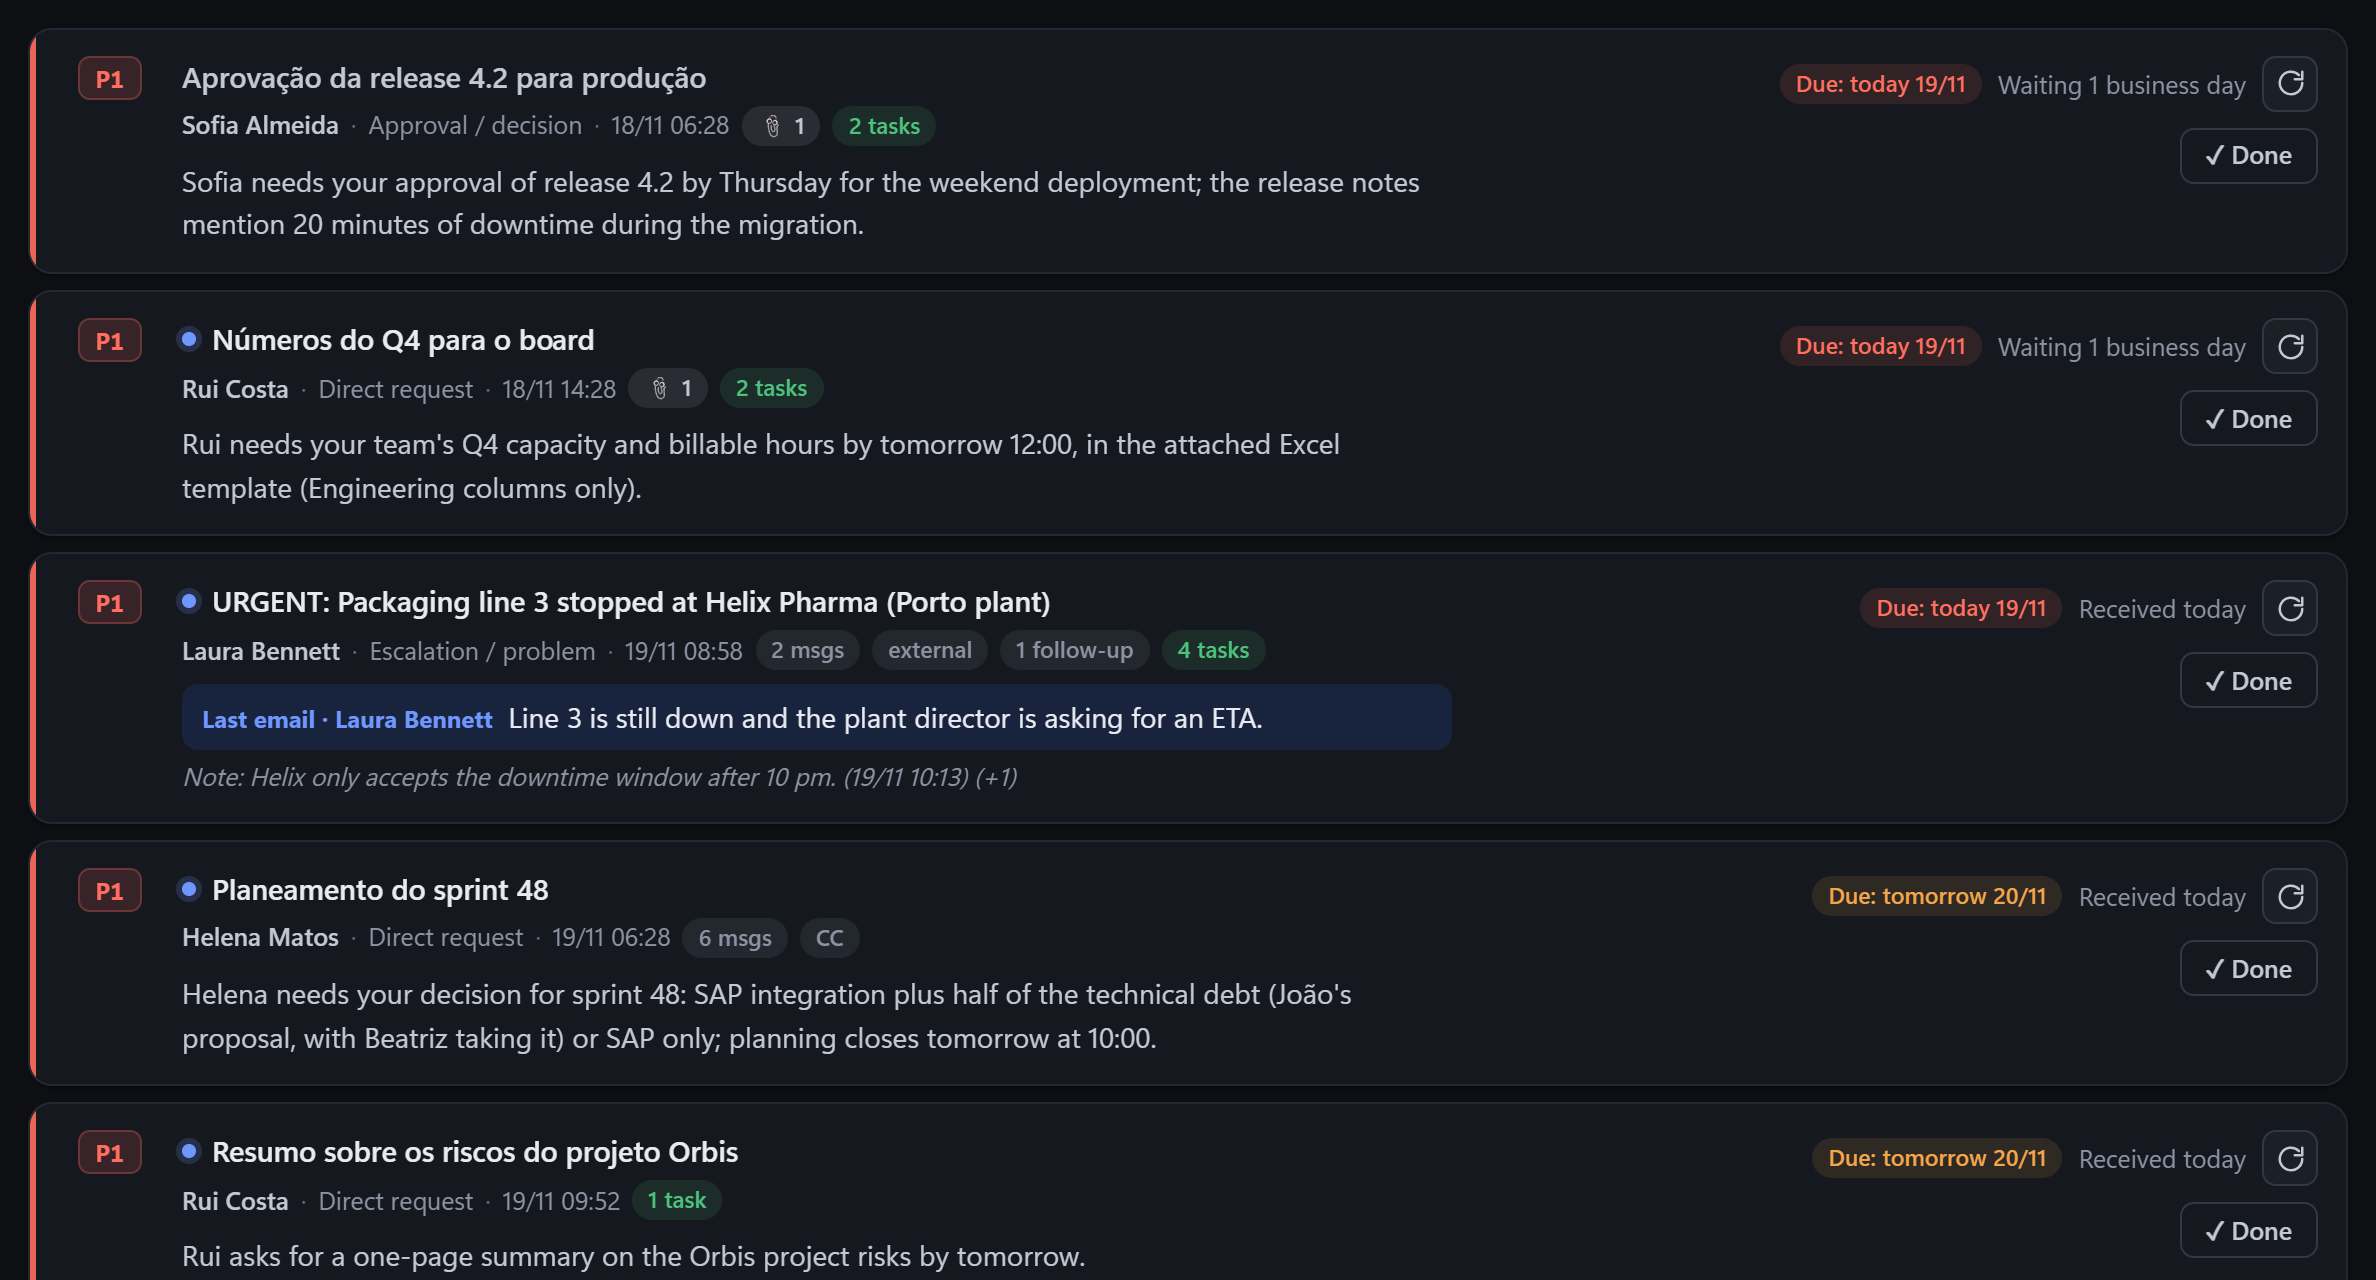 P1 Aprovação da release 4.2 para produção Due: today 19/11 Waiting 1 business day
Sofia Almeida · Approval / decision · 18/11 06:28 1 2 tasks
✓ Done
Sofia needs your approval of release 4.2 by Thursday for the weekend deployment; the release notes
mention 20 minutes of downtime during the migration.
P1 Números do Q4 para o board Due: today 19/11 Waiting 1 business day
Rui Costa · Direct request · 18/11 14:28 1 2 tasks
✓ Done
Rui needs your team's Q4 capacity and billable hours by tomorrow 12:00, in the attached Excel
template (Engineering columns only).
P1 URGENT: Packaging line 3 stopped at Helix Pharma (Porto plant) Due: today 19/11 Received today
Laura Bennett · Escalation / problem · 19/11 08:58 2 msgs external 1 follow-up 4 tasks
✓ Done
Last email · Laura Bennett Line 3 is still down and the plant director is asking for an ETA.
Note: Helix only accepts the downtime window after 10 pm. (19/11 10:13) (+1)
P1 Planeamento do sprint 48 Due: tomorrow 20/11 Received today
Helena Matos · Direct request · 19/11 06:28 6 msgs CC
✓ Done
Helena needs your decision for sprint 48: SAP integration plus half of the technical debt (João's
proposal, with Beatriz taking it) or SAP only; planning closes tomorrow at 10:00.
P1 Resumo sobre os riscos do projeto Orbis Due: tomorrow 20/11 Received today
Rui Costa · Direct request · 19/11 09:52 1 task
✓ Done
Rui asks for a one-page summary on the Orbis project risks by tomorrow.